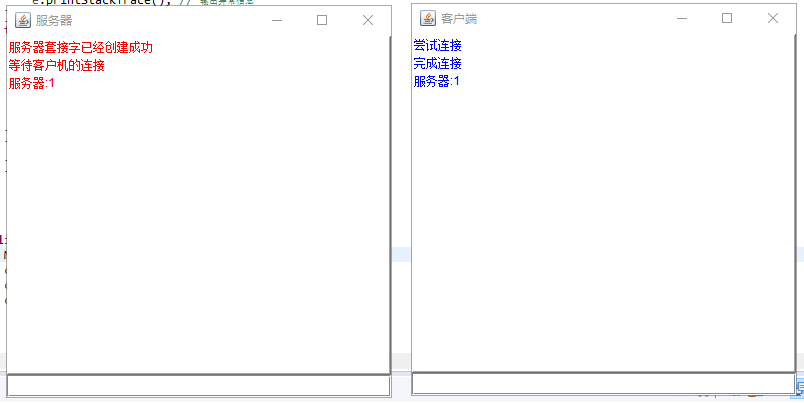 e.printStackTrace(); // 输出异常信息
服务器
服务器套接字已经创建成功
等待客户机的连接
服务器:1
客户端
尝试连接
完成连接
服务器:1